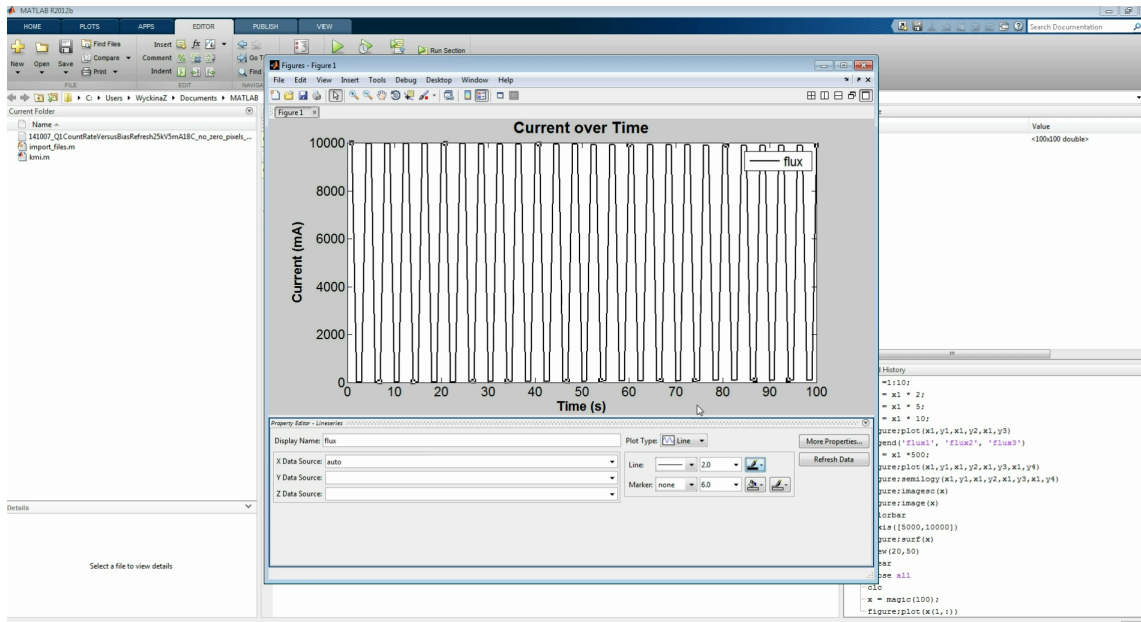 MATLAB R2012b
HOME PLOTS APPS EDITOR PUBLISH VIEW
Search Documentation
Find Files Insert fx
New Open Save Compare Comment Go T
Print Indent Find
Run Section
FILE EDIT NAVIGA
C: Users WyckinaZ Documents MATLAB
Current Folder
Name
141007_Q1CountRateVersusBiasRefresh25kV5mA18C_no_zero_pixels_...
import_files.m
kmi.m
Details
Select a file to view details
Figures - Figure 1
File Edit View Insert Tools Debug Desktop Window Help
Figure 1
Current over Time
flux
Current (mA)
10000
8000
6000
4000
2000
0
0 10 20 30 40 50 60 70 80 90 100
Time (s)
Property Editor - Lineseries
Display Name: flux
Plot Type: Line
More Properties...
X Data Source: auto
Line: 2.0
Refresh Data
Y Data Source:
Marker: none 6.0
Z Data Source:
Value
<100x100 double>
History
=1:10;
= x1 * 2;
= x1 * 5;
= x1 * 10;
gure;plot(x1,y1,x1,y2,x1,y3)
gend('flux1', 'flux2', 'flux3')
= x1 *500;
gure;plot(x1,y1,x1,y2,x1,y3,x1,y4)
gure;semilogy(x1,y1,x1,y2,x1,y3,x1,y4)
gure;imagesc(x)
gure;image(x)
lorbar
xis([5000,10000])
gure;surf(x)
ew(20,50)
ear
ose all
clc
x = magic(100);
figure;plot(x(1,:))